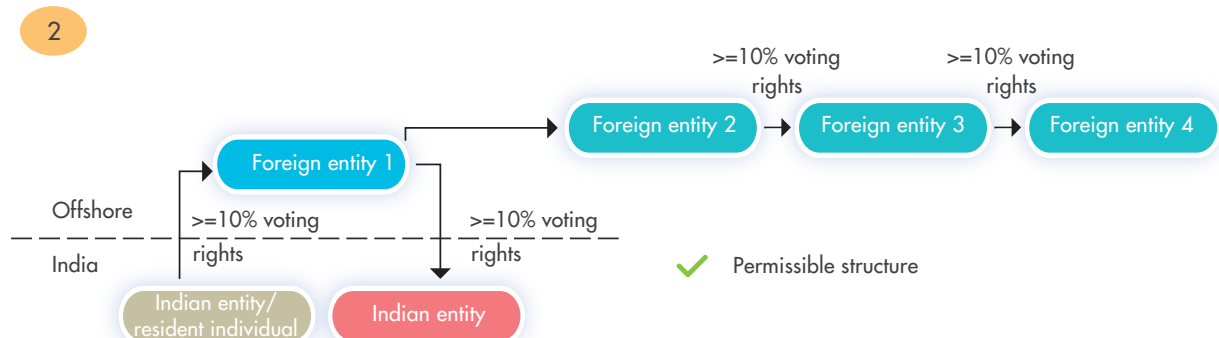 2
>=10% voting
rights
>=10% voting
rights
Foreign entity 2
Foreign entity 3
Foreign entity 4
Foreign entity 1
Offshore
>=10% voting
rights
>=10% voting
rights
India
Permissible structure
Indian entity/
resident individual
Indian entity